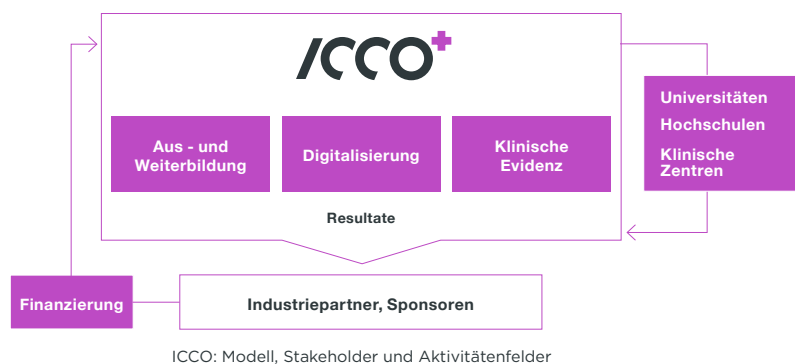 ICCO+
Aus - und
Weiterbildung
Digitalisierung
Klinische
Evidenz
Resultate
Universitäten
Hochschulen
Klinische
Zentren
Finanzierung
Industriepartner, Sponsoren
ICCO: Modell, Stakeholder und Aktivitätenfelder